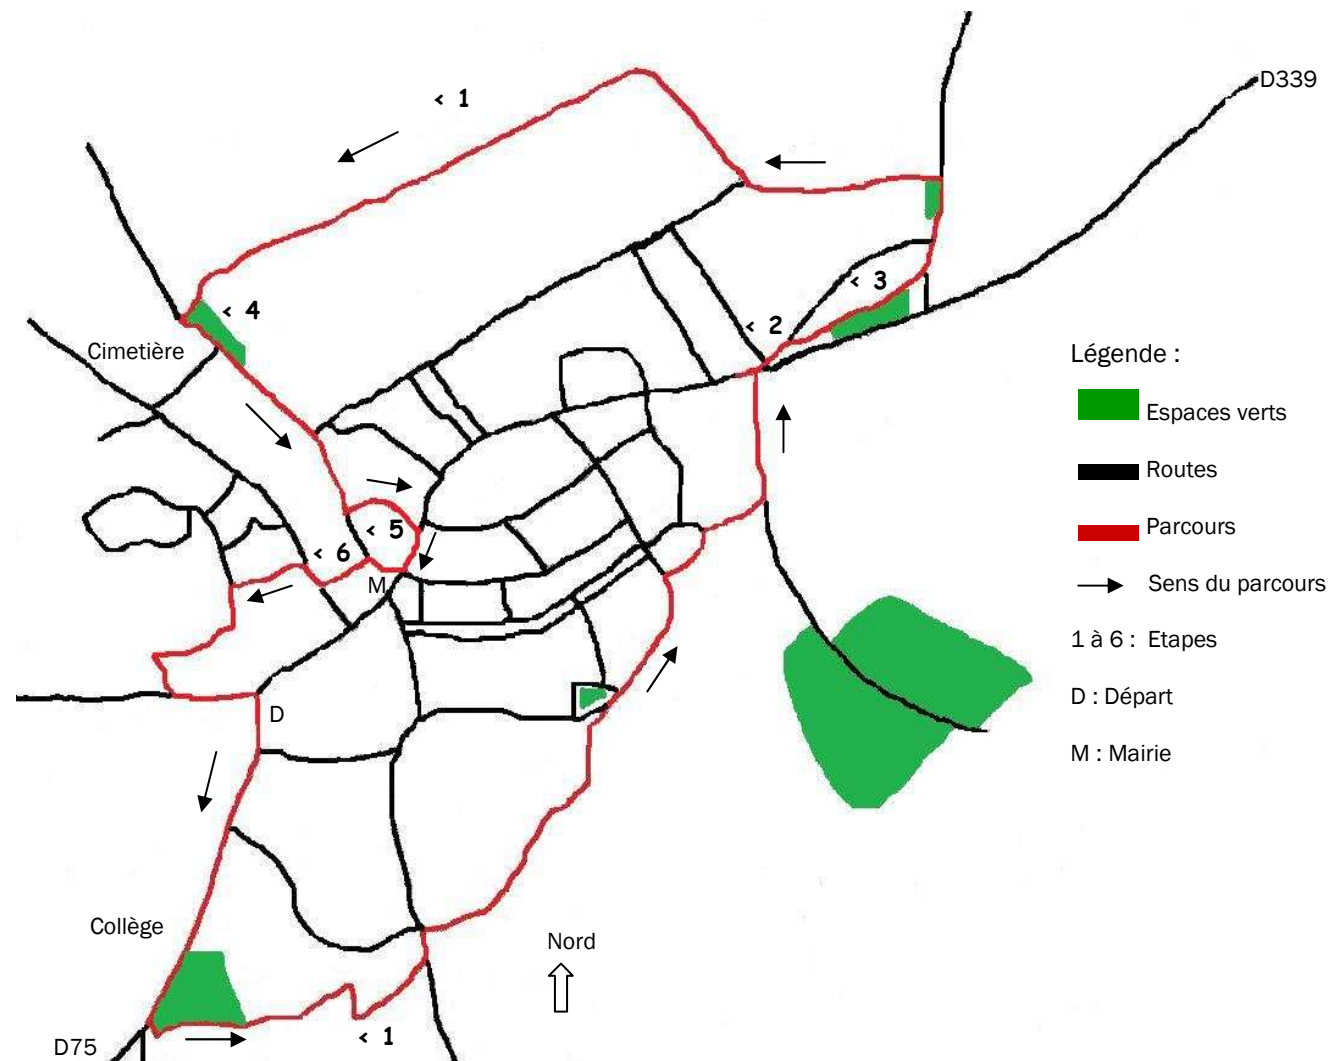 D339
< 1
< 3
< 4
< 2
Cimetière
< 5
< 6
M
D
Collège
Nord
< 1
D75
Légende :
Espaces verts
Routes
Parcours
Sens du parcours
1 à 6 : Etapes
D : Départ
M : Mairie